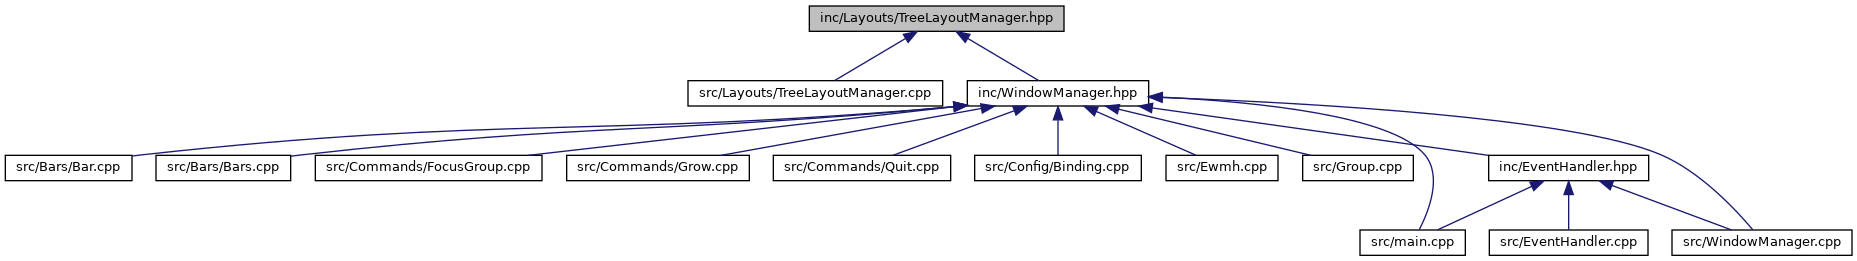 inc/Layouts/TreeLayoutManager.hpp
src/Layouts/TreeLayoutManager.cpp
inc/WindowManager.hpp
src/Bars/Bar.cpp
src/Bars/Bars.cpp
src/Commands/FocusGroup.cpp
src/Commands/Grow.cpp
src/Commands/Quit.cpp
src/Config/Binding.cpp
src/Ewmh.cpp
src/Group.cpp
inc/EventHandler.hpp
src/main.cpp
src/EventHandler.cpp
src/WindowManager.cpp